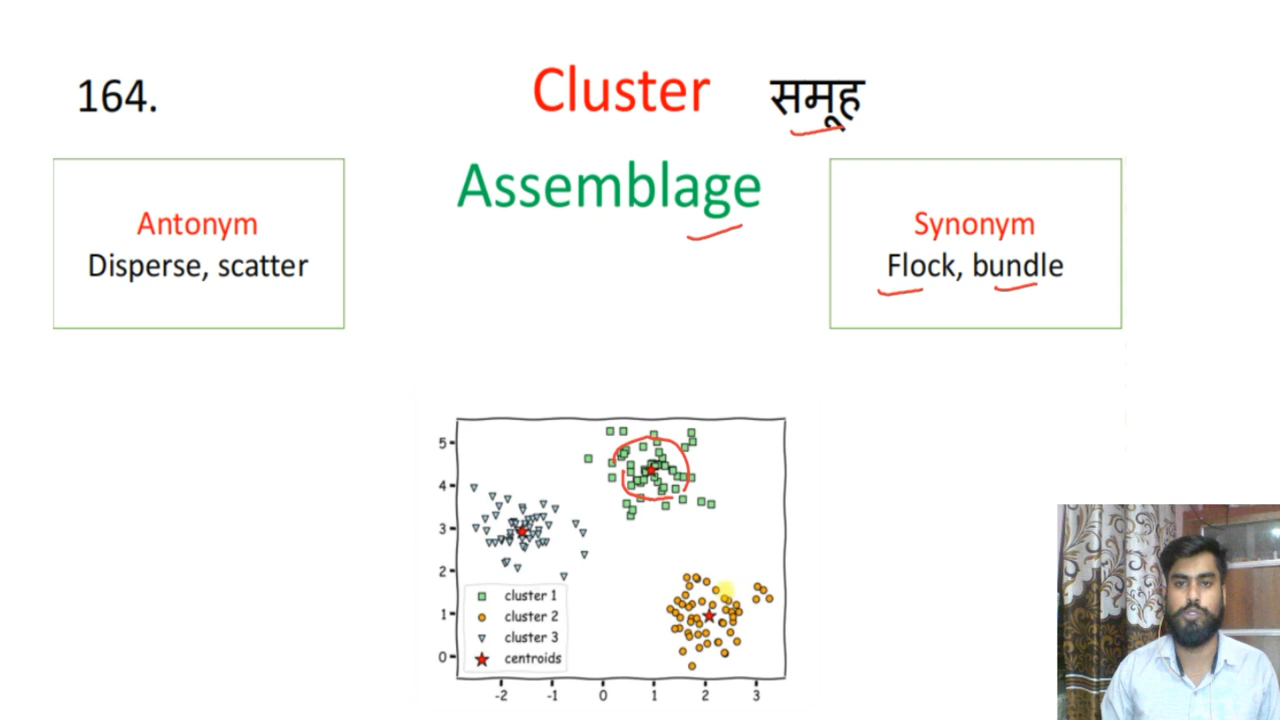 164.
Cluster समूह
Assemblage
Antonym
Disperse, scatter
Synonym
Flock, bundle
5
4
3
2
1
0
cluster 1
cluster 2
cluster 3
centroids
-2 -1 0 1 2 3